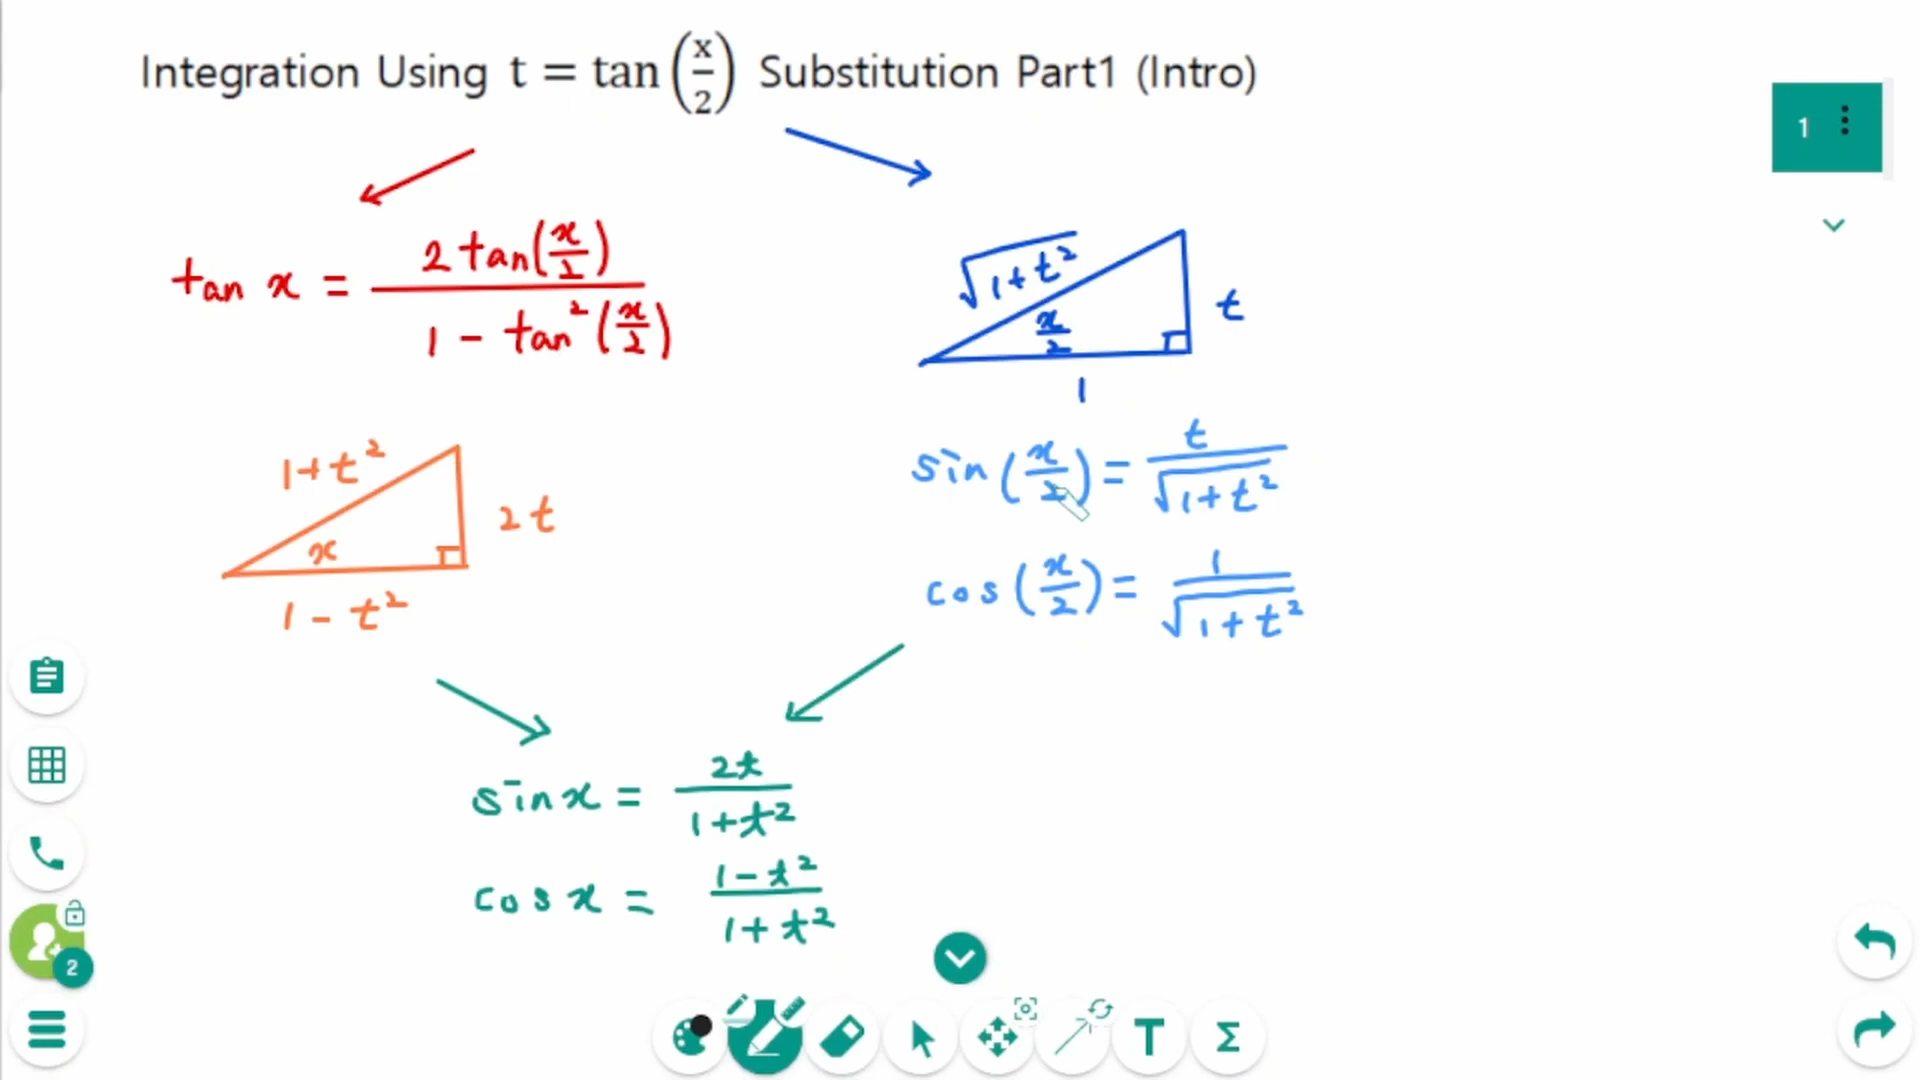 Integration Using t = tan(x/2) Substitution Part1 (Intro)
1
tan x = 2 tan(x/2) / 1 - tan²(x/2)
√1+t²
x/2
t
1
1+t²
x
2t
1 - t²
sin(x/2) = t / √1+t²
cos(x/2) = 1 / √1+t²
sin x = 2t / 1+t²
cos x = 1-t² / 1+t²
2
T
Σ